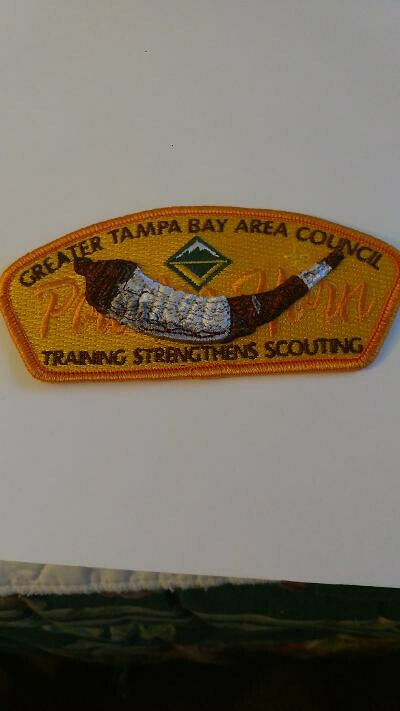 GREATER TAMPA BAY AREA COUNCIL
TRAINING STRENGTHENS SCOUTING